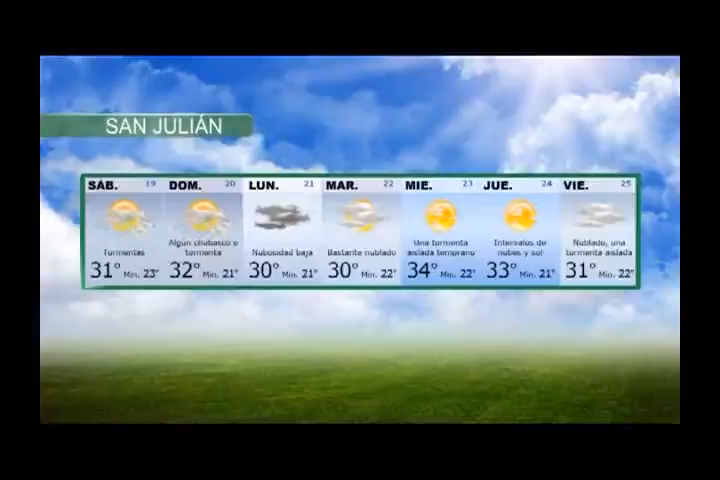 SAN JULIÁN
SÁB. 19
Tormentas
31° Min. 23°
DOM. 20
Algún chubasco o
tormenta
32° Min. 21°
LUN. 21
Nubosidad baja
30° Min. 21°
MAR. 22
Bastante nublado
30° Min. 22°
MIE. 23
Una tormenta
aislada temprano
34° Min. 22°
JUE. 24
Intervalos de
nubes y sol
33° Min. 21°
VIE. 25
Nublado, una
tormenta aislada
31° Min. 22°